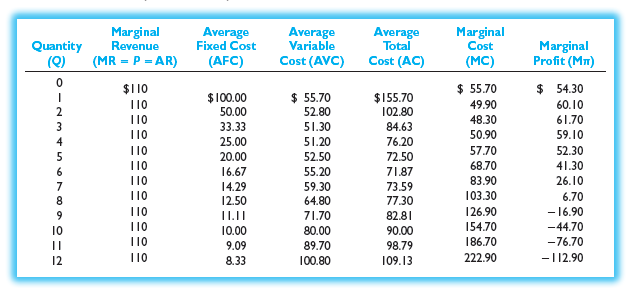 Marginal Average Average Average Marginal
Quantity Revenue Fixed Cost Variable Total Cost Marginal
(Q) (MR = P = AR) (AFC) Cost (AVC) Cost (AC) (MC) Profit (Mπ)
0
1 $110 $100.00 $ 55.70 $155.70 $ 55.70 $ 54.30
2 110 50.00 52.80 102.80 49.90 60.10
3 110 33.33 51.30 84.63 48.30 61.70
4 110 25.00 51.20 76.20 50.90 59.10
5 110 20.00 52.50 72.50 57.70 52.30
6 110 16.67 55.20 71.87 68.70 41.30
7 110 14.29 59.30 73.59 83.90 26.10
8 110 12.50 64.80 77.30 103.30 6.70
9 110 11.11 71.70 82.81 126.90 −16.90
10 110 10.00 80.00 90.00 154.70 −44.70
11 110 9.09 89.70 98.79 186.70 −76.70
12 110 8.33 100.80 109.13 222.90 −112.90